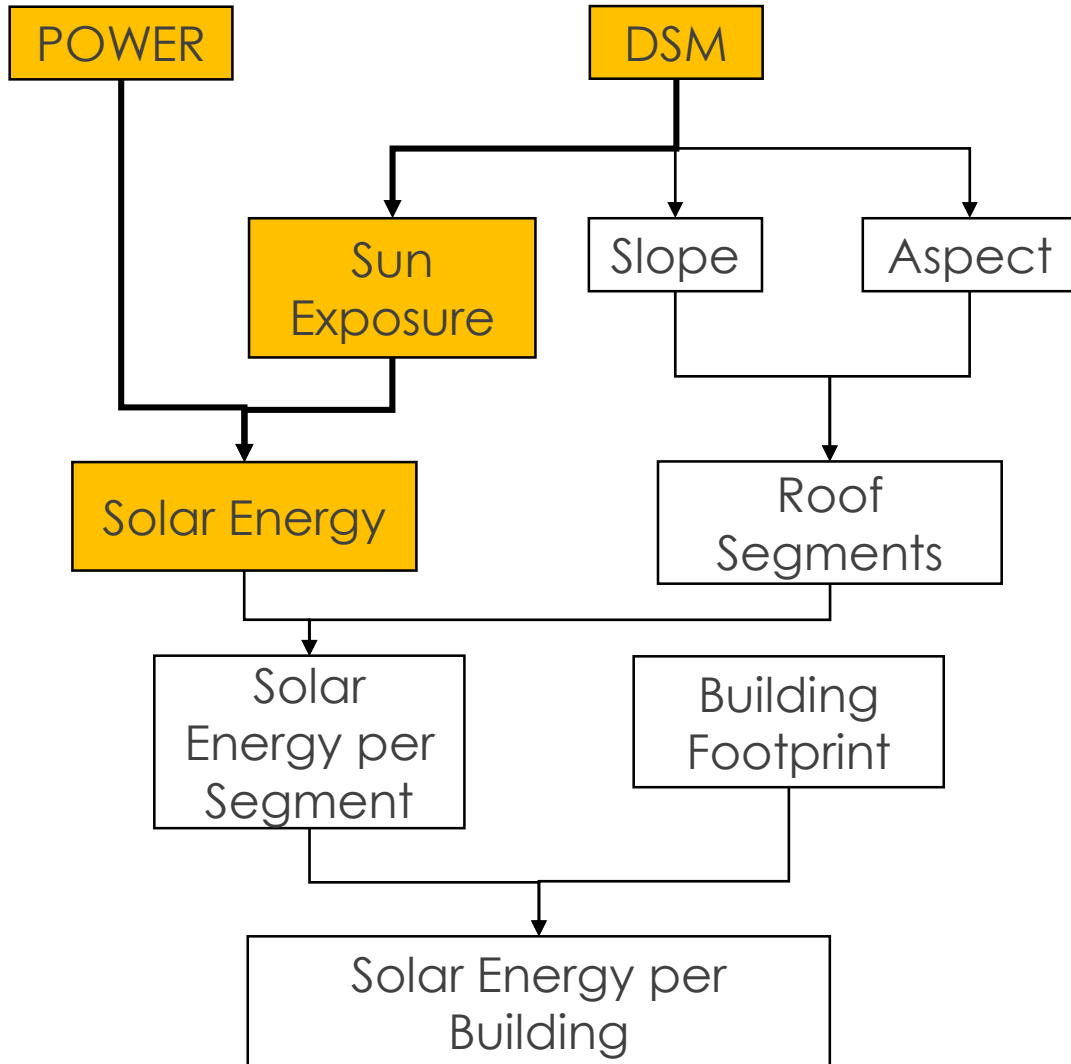 POWER
DSM
Sun
Exposure
Slope
Aspect
Solar Energy
Roof
Segments
Solar
Energy per
Segment
Building
Footprint
Solar Energy per
Building